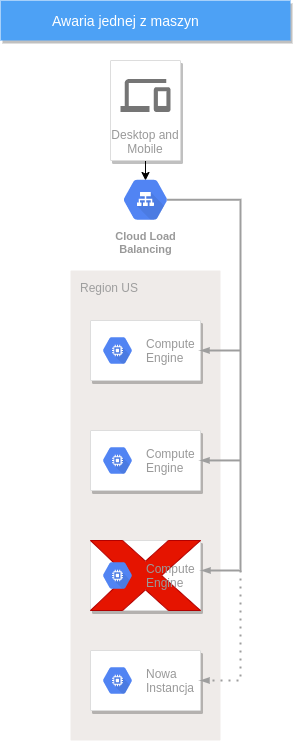 Awaria jednej z maszyn
Desktop and
Mobile
Cloud Load
Balancing
Region US
Compute
Engine
Compute
Engine
Compute
Engine
Nowa
Instancja